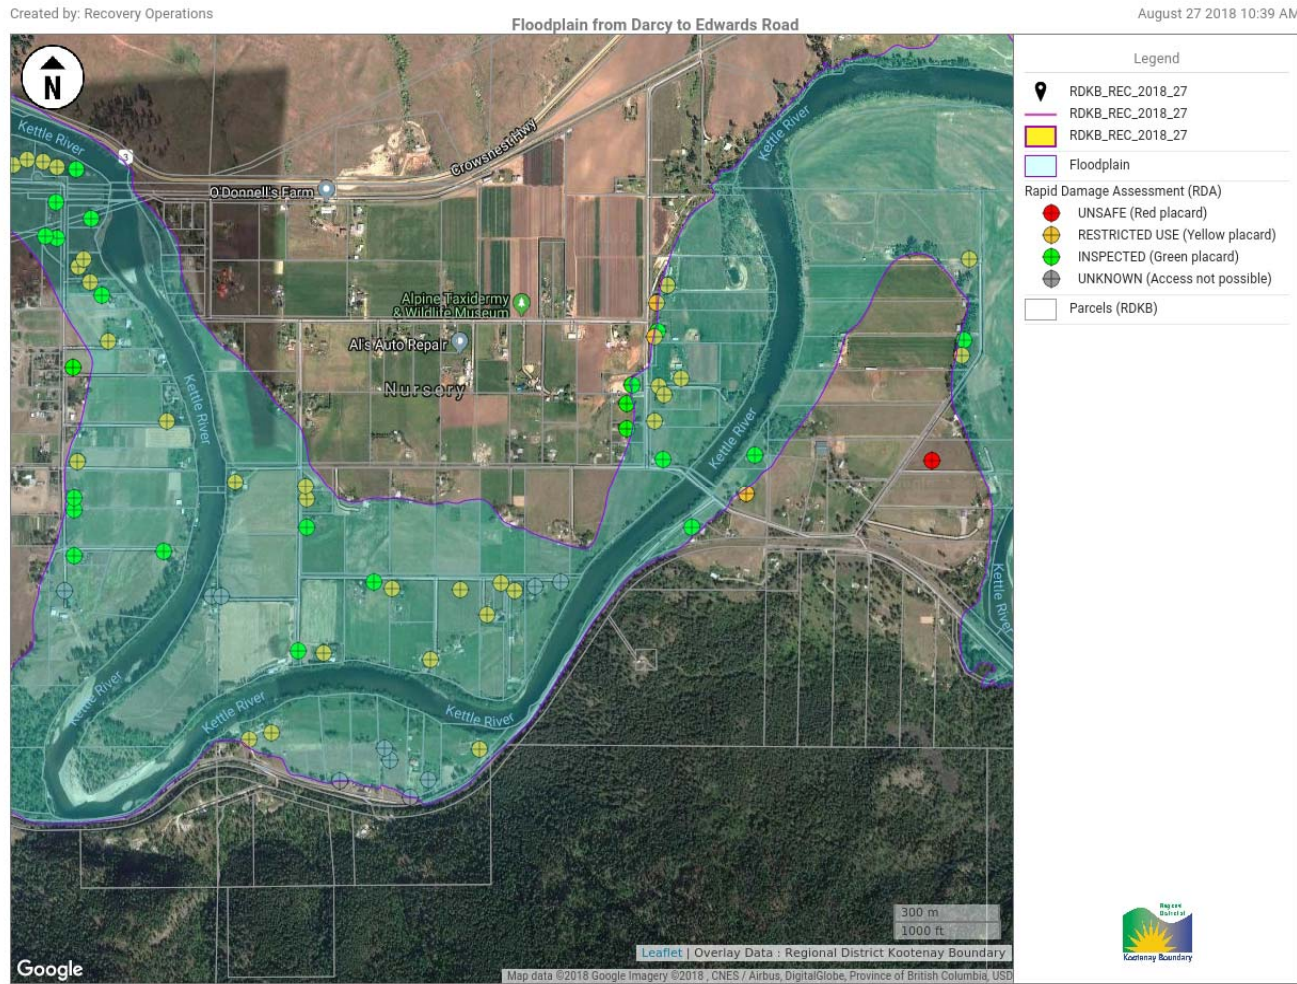 Created by: Recovery Operations
Floodplain from Darcy to Edwards Road
August 27 2018 10:39 AM
N
Kettle River
3
Crowsnest Hwy
O'Donnell's Farm
Kettle River
Alpine Taxidermy
& Wildlife Museum
Al's Auto Repair
Nursery
Kettle River
Kettle River
Kettle River
Kettle River
Kettle River
Kettle River
300 m
1000 ft
Leaflet | Overlay Data : Regional District Kootenay Boundary
Google
Map data ©2018 Google Imagery ©2018 , CNES / Airbus, DigitalGlobe, Province of British Columbia, USD
Legend
RDKB_REC_2018_27
RDKB_REC_2018_27
RDKB_REC_2018_27
Floodplain
Rapid Damage Assessment (RDA)
UNSAFE (Red placard)
RESTRICTED USE (Yellow placard)
INSPECTED (Green placard)
UNKNOWN (Access not possible)
Parcels (RDKB)
Regional
District of
Kootenay Boundary